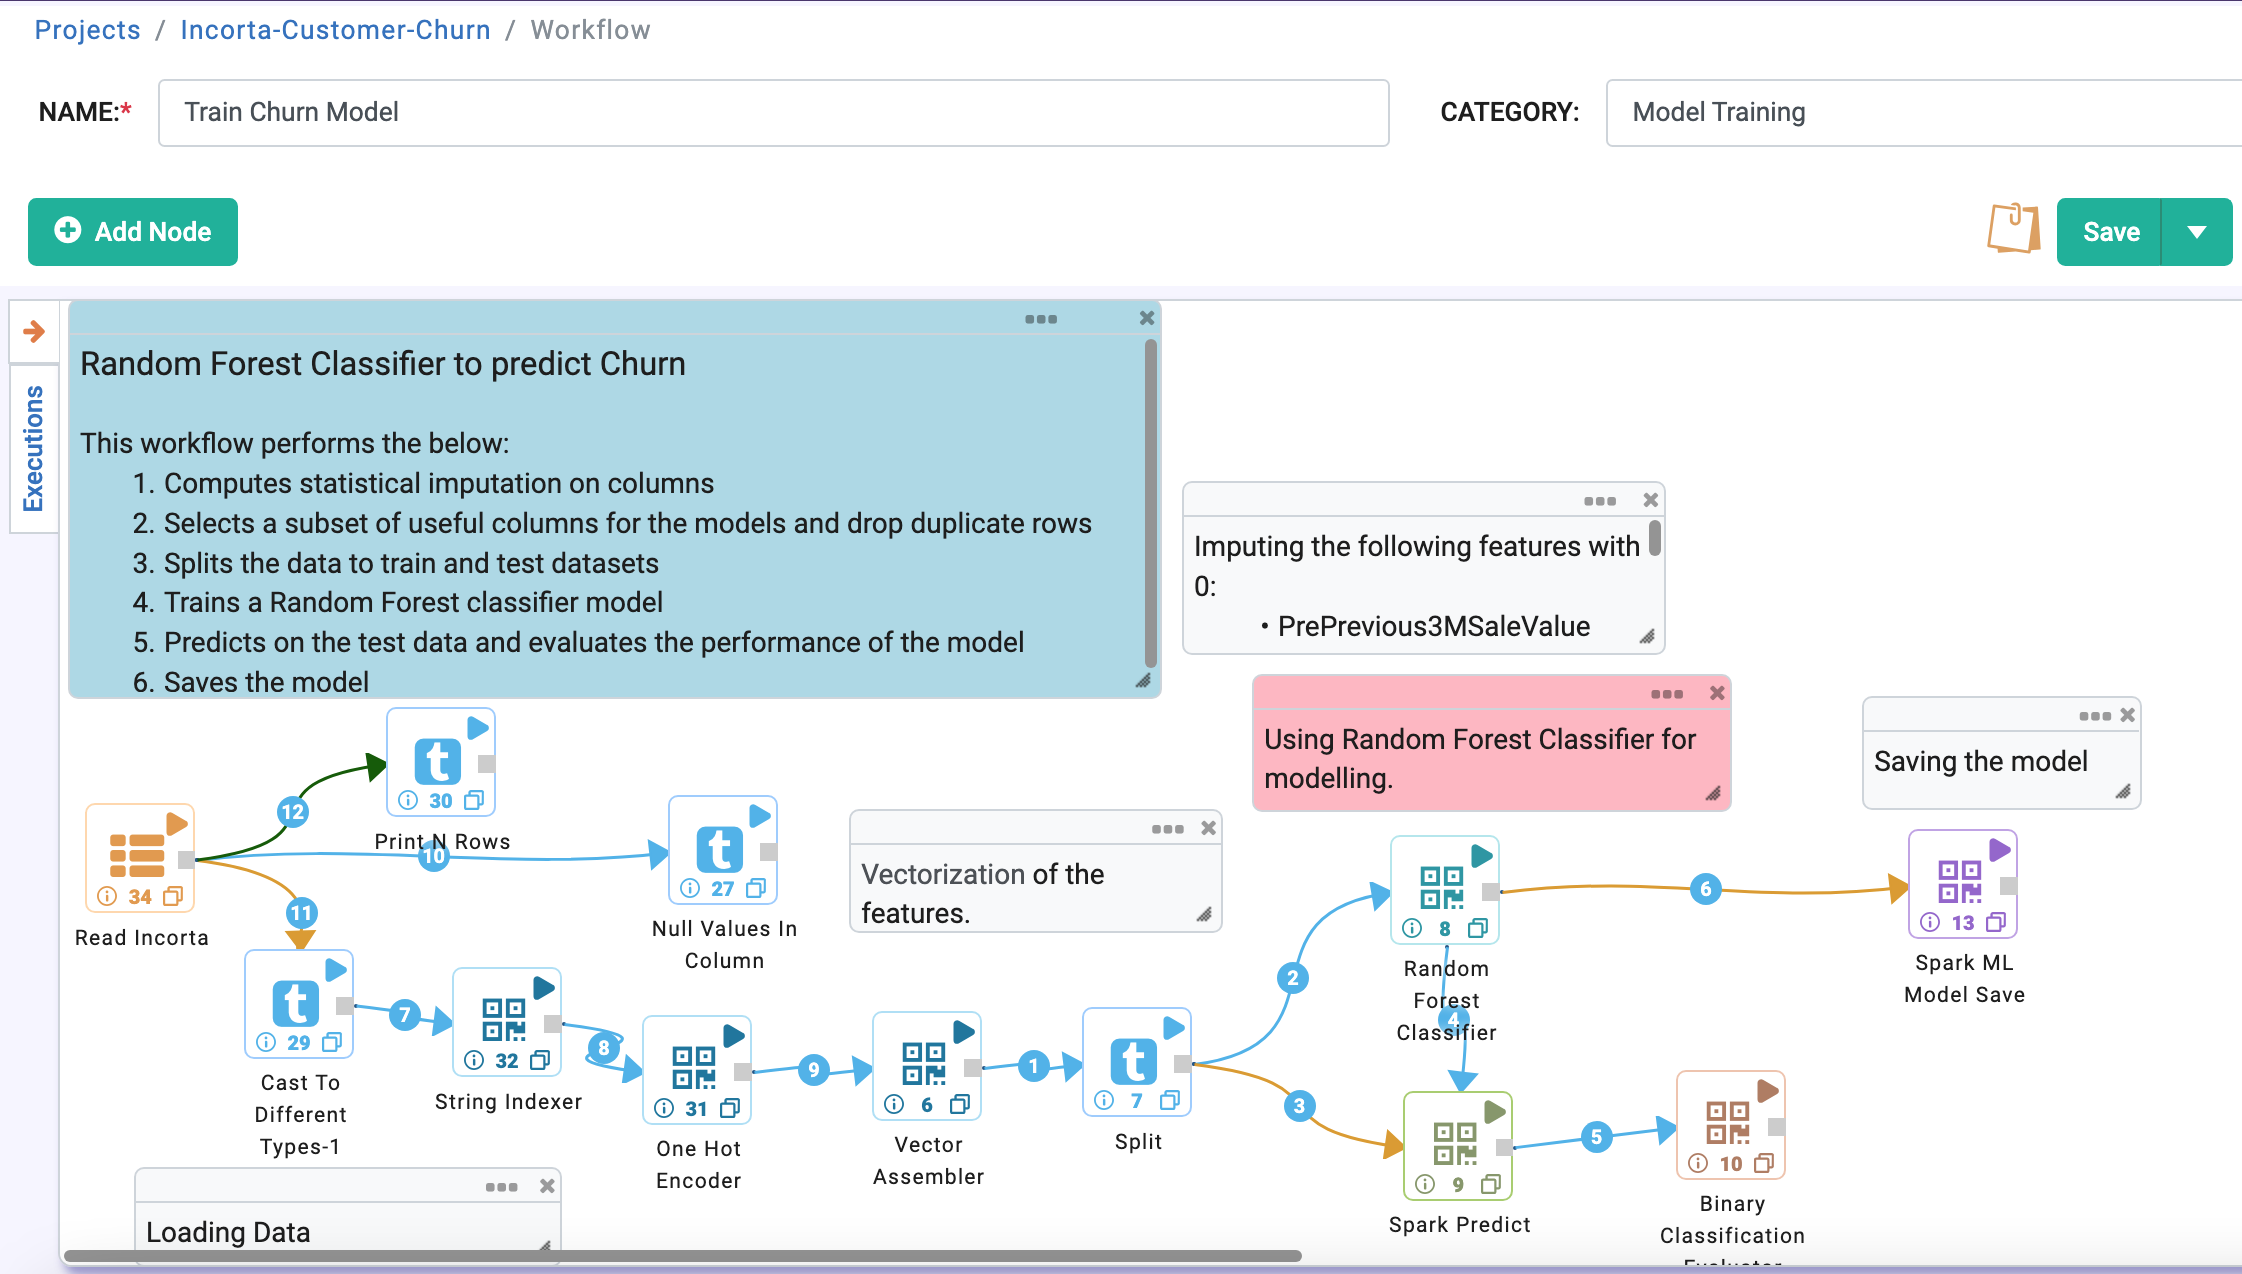 Projects / Incorta-Customer-Churn / Workflow
NAME:* Train Churn Model CATEGORY: Model Training
Add Node Save
Executions
Random Forest Classifier to predict Churn
This workflow performs the below:
1. Computes statistical imputation on columns
2. Selects a subset of useful columns for the models and drop duplicate rows
3. Splits the data to train and test datasets
4. Trains a Random Forest classifier model
5. Predicts on the test data and evaluates the performance of the model
6. Saves the model
Imputing the following features with
0:
• PrePrevious3MSaleValue
Using Random Forest Classifier for
modelling.
Saving the model
Vectorization of the
features.
34
Read Incorta
12
30
Print N Rows
10
27
Null Values In
Column
11
29
Cast To
Different
Types-1
7
32
String Indexer
8
31
One Hot
Encoder
9
6
Vector
Assembler
1
7
Split
2
8
Random
Forest
Classifier
6
13
Spark ML
Model Save
4
3
9
Spark Predict
5
10
Binary
Classification
Evaluator
Loading Data